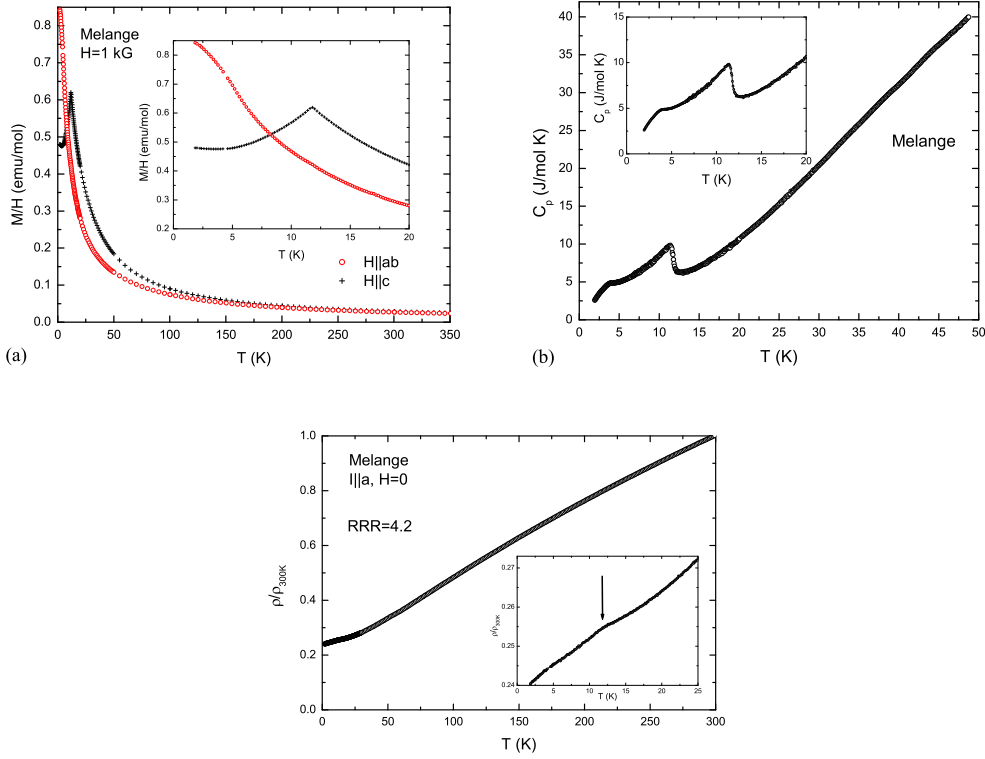 Melange
H=1 kG
M/H (emu/mol)
0.8
0.7
0.6
0.5
0.4
0.3
0.2
0.1
0.0
0 50 100 150 200 250 300 350
T (K)
M/H (emu/mol)
0.8
0.7
0.6
0.5
0.4
0.3
0.2
0 5 10 15 20
T (K)
H||ab
H||c
(a)
Cp (J/mol K)
40
35
30
25
20
15
10
5
0
0 5 10 15 20 25 30 35 40 45 50
T (K)
Melange
Cp (J/mol K)
15
10
5
0
0 5 10 15 20
T (K)
(b)
Melange
I||a, H=0
RRR=4.2
ρ/ρ300K
1.0
0.8
0.6
0.4
0.2
0.0
0 50 100 150 200 250 300
T (K)
ρ/ρ300K
0.27
0.26
0.25
0.24
0 5 10 15 20 25
T (K)